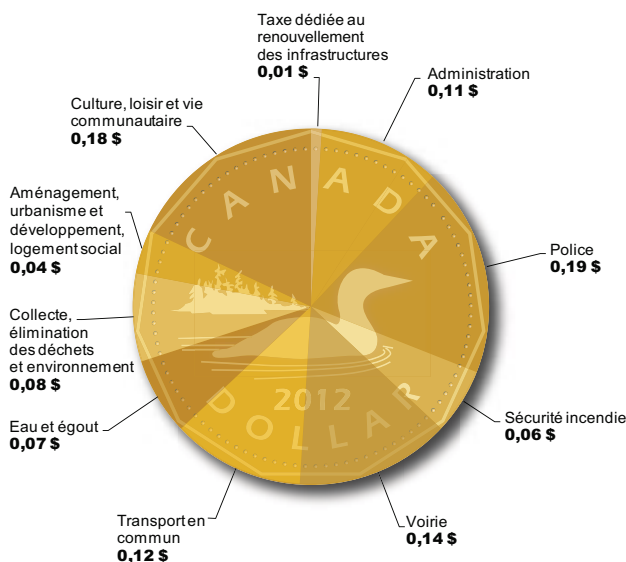 Taxe dédiée au
renouvellement
des infrastructures
0,01 $
Administration
0,11 $
Police
0,19 $
Sécurité incendie
0,06 $
Voirie
0,14 $
Transport en
commun
0,12 $
Eau et égout
0,07 $
Collecte,
élimination
des déchets
et environnement
0,08 $
Aménagement,
urbanisme et
développement,
logement social
0,04 $
Culture, loisir et vie
communautaire
0,18 $
CANADA
2012
DOLLAR